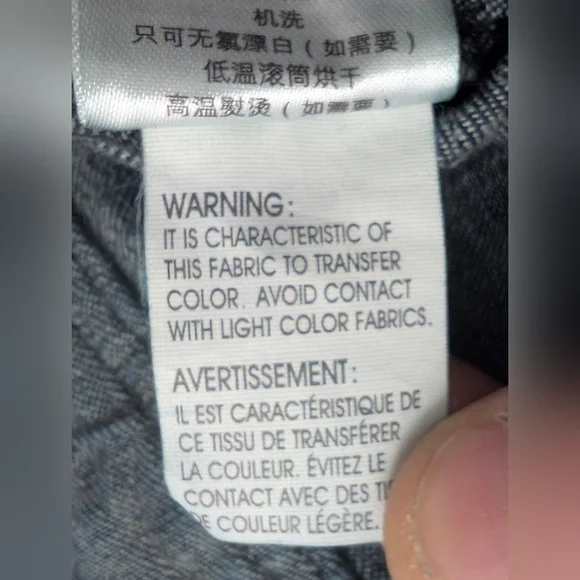 机洗
只可无氯漂白（如需要）
低温滚筒烘干
高温熨烫（如需要）
WARNING:
IT IS CHARACTERISTIC OF
THIS FABRIC TO TRANSFER
COLOR. AVOID CONTACT
WITH LIGHT COLOR FABRICS.
AVERTISSEMENT:
IL EST CARACTÉRISTIQUE DE
CE TISSU DE TRANSFÉRER
LA COULEUR. ÉVITEZ LE
CONTACT AVEC DES
DE COULEUR LÉGÈRE.